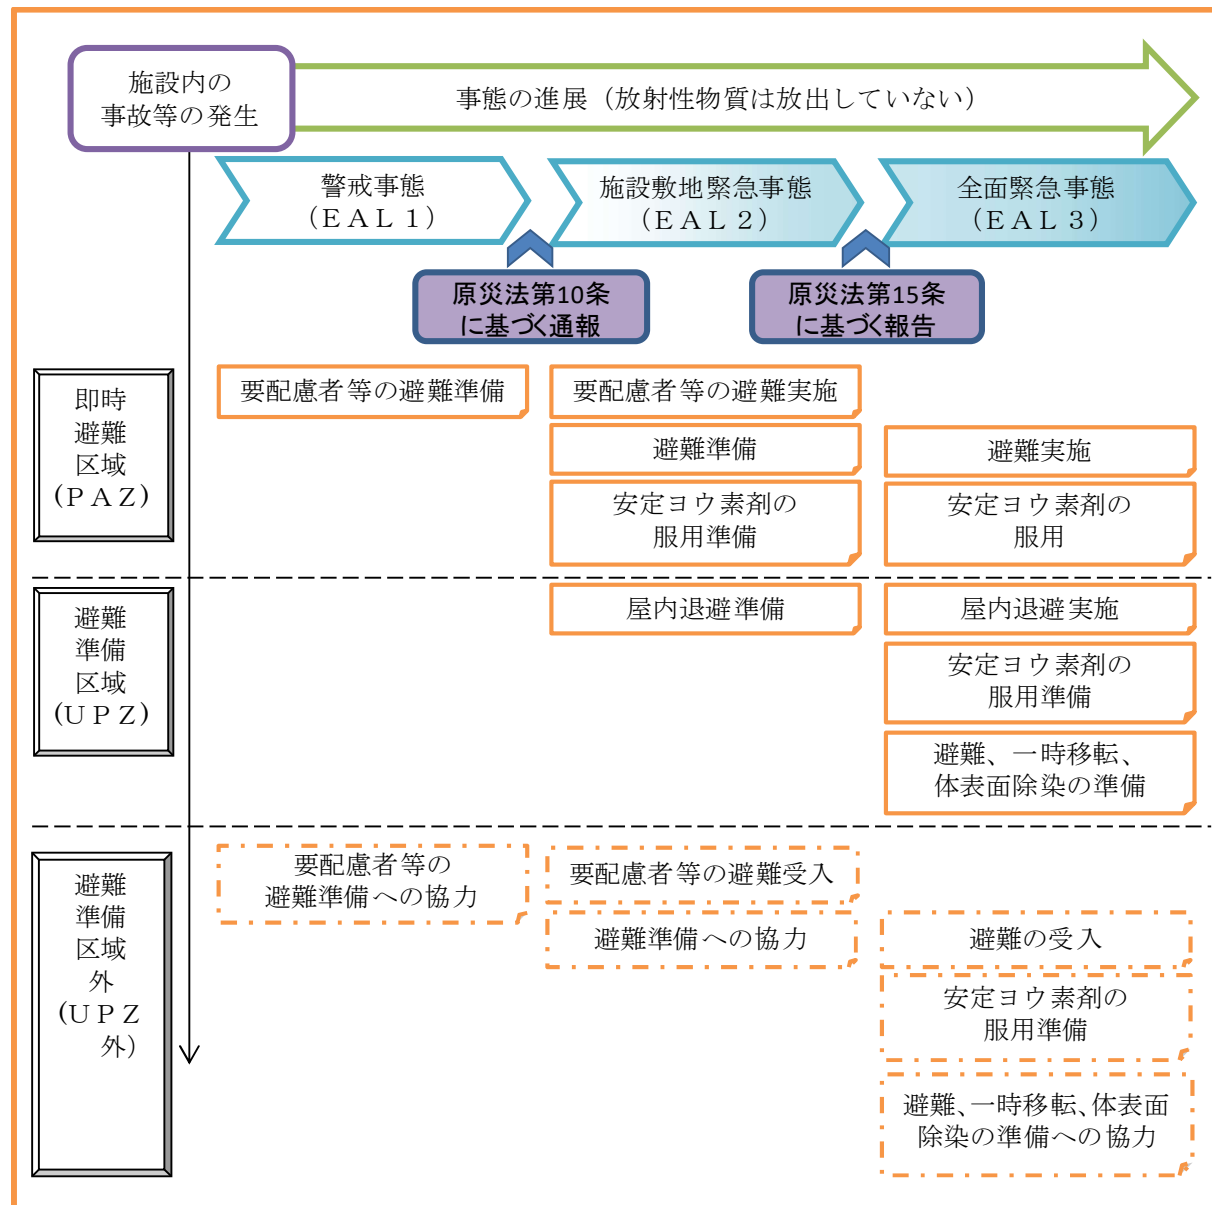 施設内の
事故等の発生
事態の進展（放射性物質は放出していない）
警戒事態
（ＥＡＬ１）
施設敷地緊急事態
（ＥＡＬ２）
全面緊急事態
（ＥＡＬ３）
原災法第10条
に基づく通報
原災法第15条
に基づく報告
即時
避難
区域
(ＰＡＺ)
要配慮者等の避難準備
要配慮者等の避難実施
避難準備
安定ヨウ素剤の
服用準備
避難実施
安定ヨウ素剤の
服用
避難
準備
区域
(ＵＰＺ)
屋内退避準備
屋内退避実施
安定ヨウ素剤の
服用準備
避難、一時移転、
体表面除染の準備
避難
準備
区域
外
(ＵＰＺ
外)
要配慮者等の
避難準備への協力
要配慮者等の避難受入
避難準備への協力
避難の受入
安定ヨウ素剤の
服用準備
避難、一時移転、体表面
除染の準備への協力